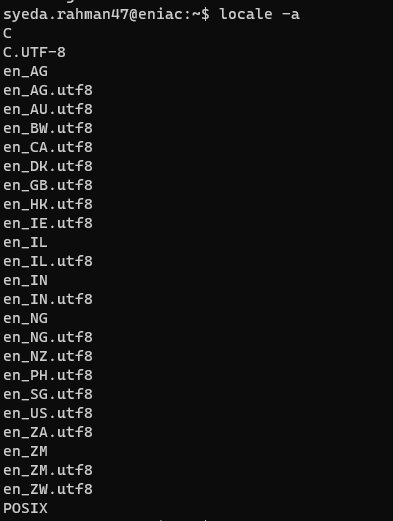 syeda.rahman47@eniac:~$ locale -a
C
C.UTF-8
en_AG
en_AG.utf8
en_AU.utf8
en_BW.utf8
en_CA.utf8
en_DK.utf8
en_GB.utf8
en_HK.utf8
en_IE.utf8
en_IL
en_IL.utf8
en_IN
en_IN.utf8
en_NG
en_NG.utf8
en_NZ.utf8
en_PH.utf8
en_SG.utf8
en_US.utf8
en_ZA.utf8
en_ZM
en_ZM.utf8
en_ZW.utf8
POSIX